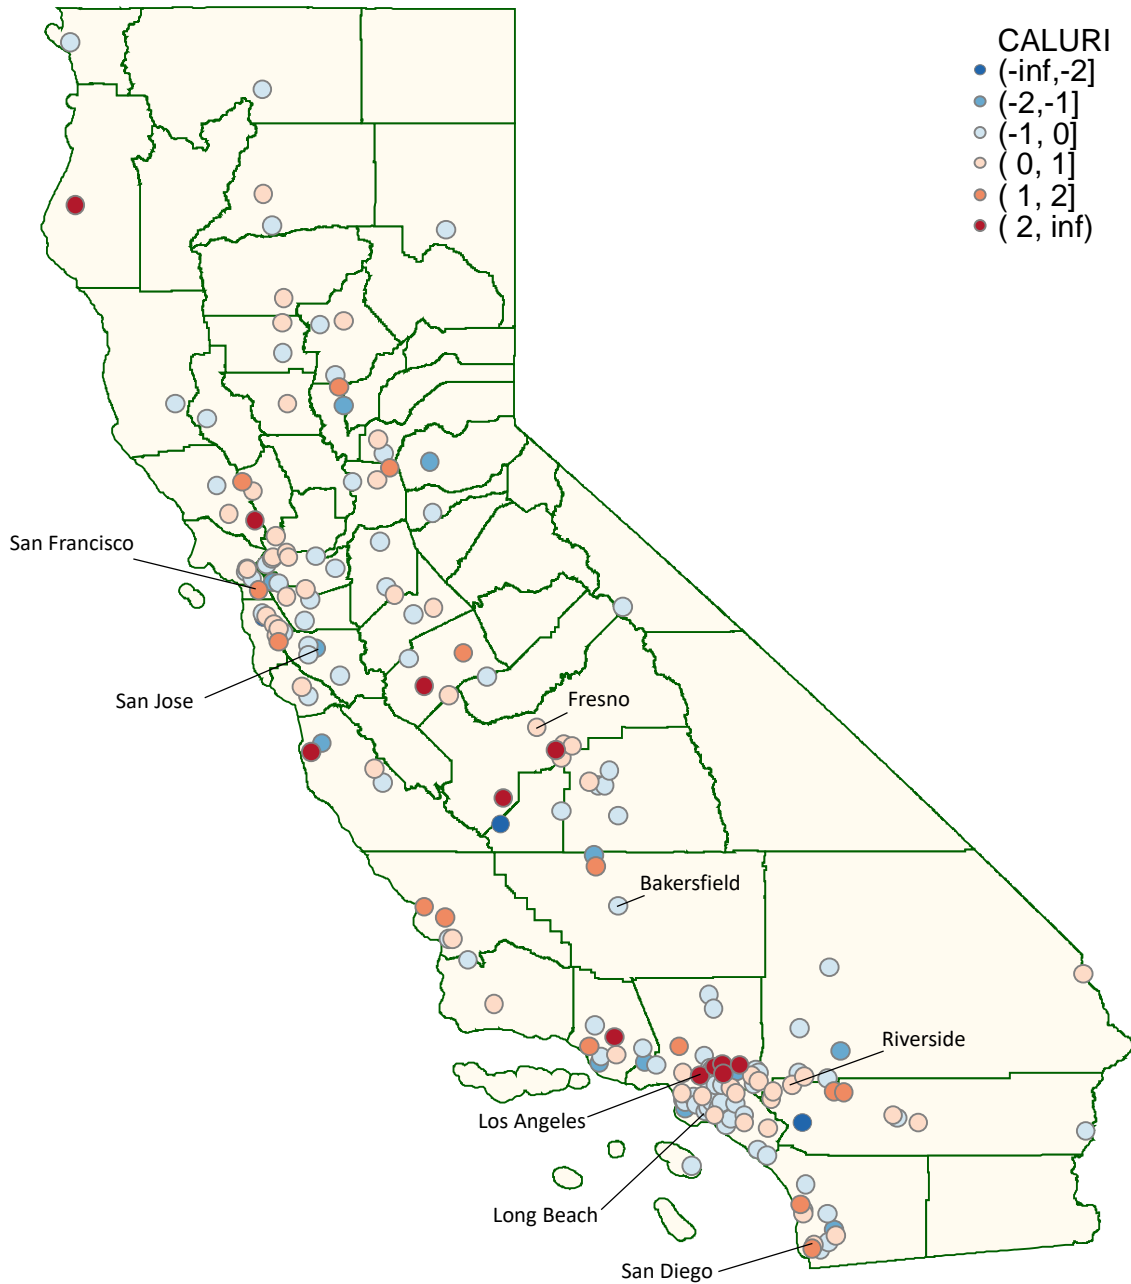 CALURI
(-inf,-2]
(-2,-1]
(-1, 0]
( 0, 1]
( 1, 2]
( 2, inf)
San Francisco
San Jose
Fresno
Bakersfield
Riverside
Los Angeles
Long Beach
San Diego